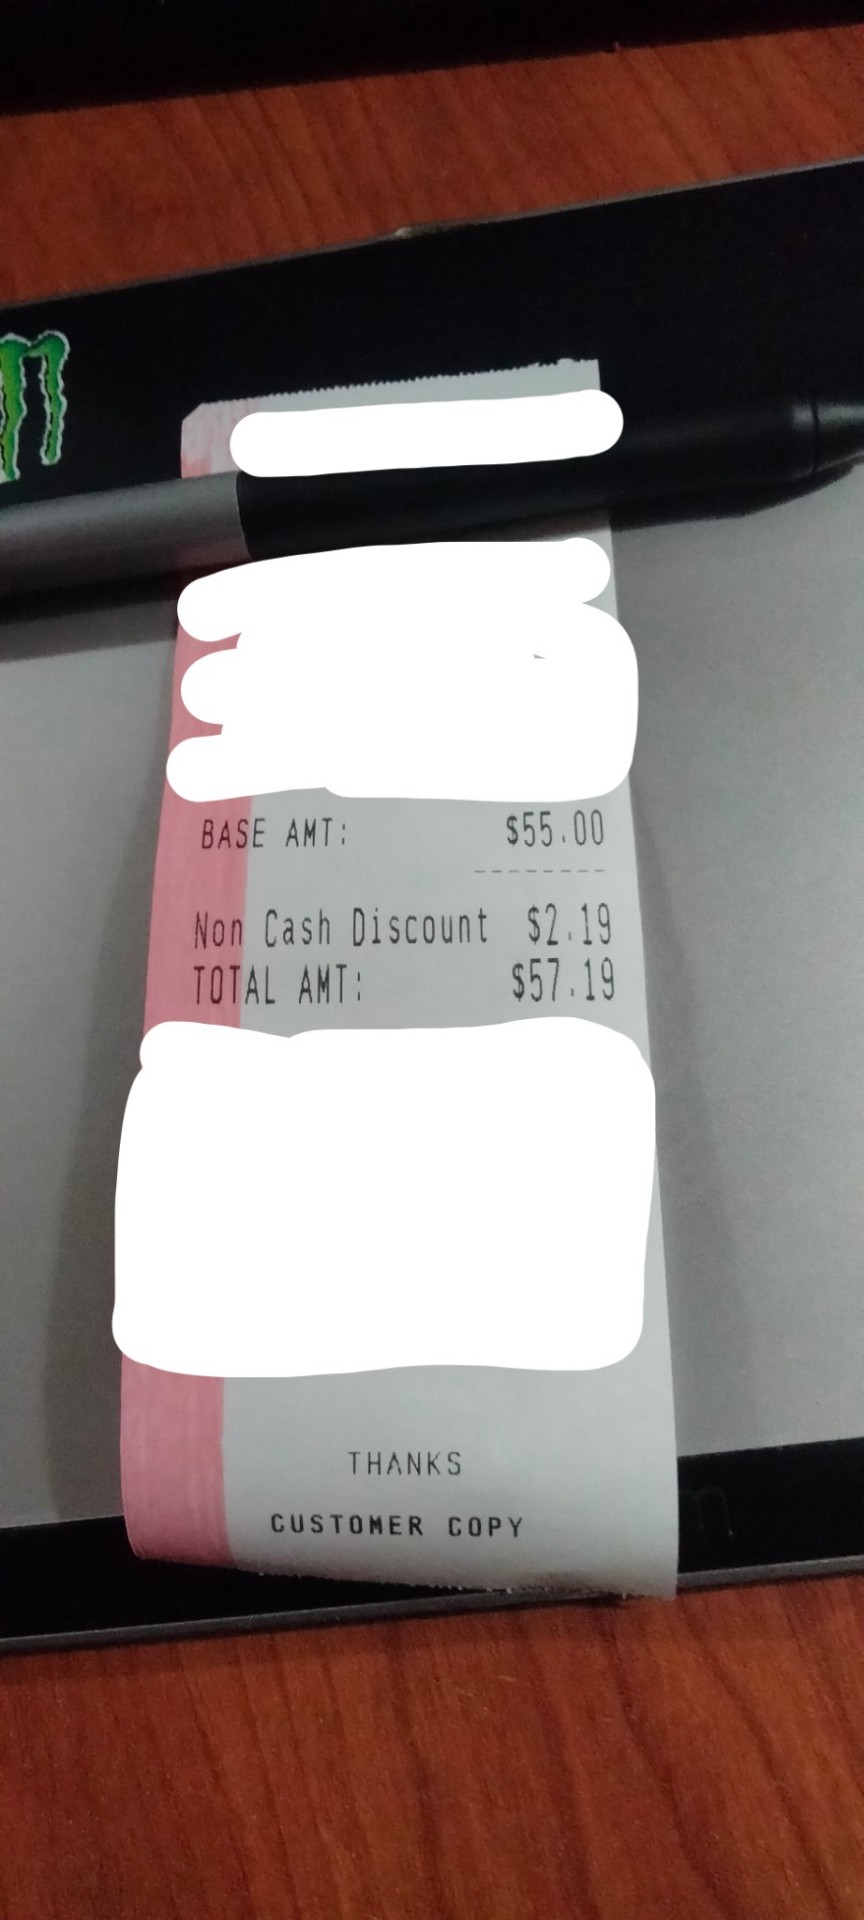 BASE AMT: $55.00
--------
Non Cash Discount $2.19
TOTAL AMT: $57.19
THANKS
CUSTOMER COPY